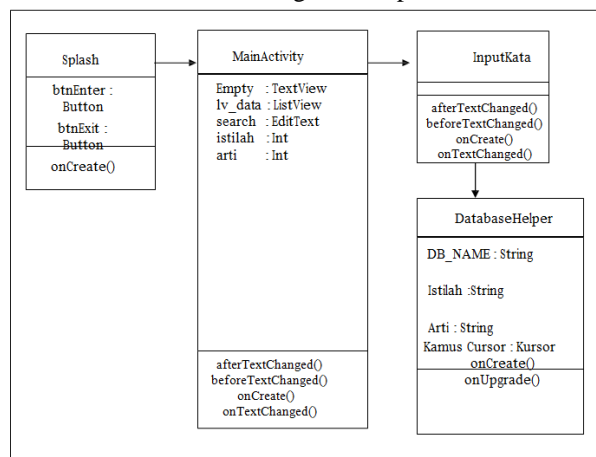 Splash
btnEnter :
Button
btnExit :
Button
onCreate()
MainActivity
Empty : TextView
lv_data : ListView
search : EditText
istilah : Int
arti : Int
afterTextChanged()
beforeTextChanged()
onCreate()
onTextChanged()
InputKata
afterTextChanged()
beforeTextChanged()
onCreate()
onTextChanged()
DatabaseHelper
DB_NAME : String
Istilah :String
Arti : String
Kamus Cursor : Kursor
onCreate()
onUpgrade()